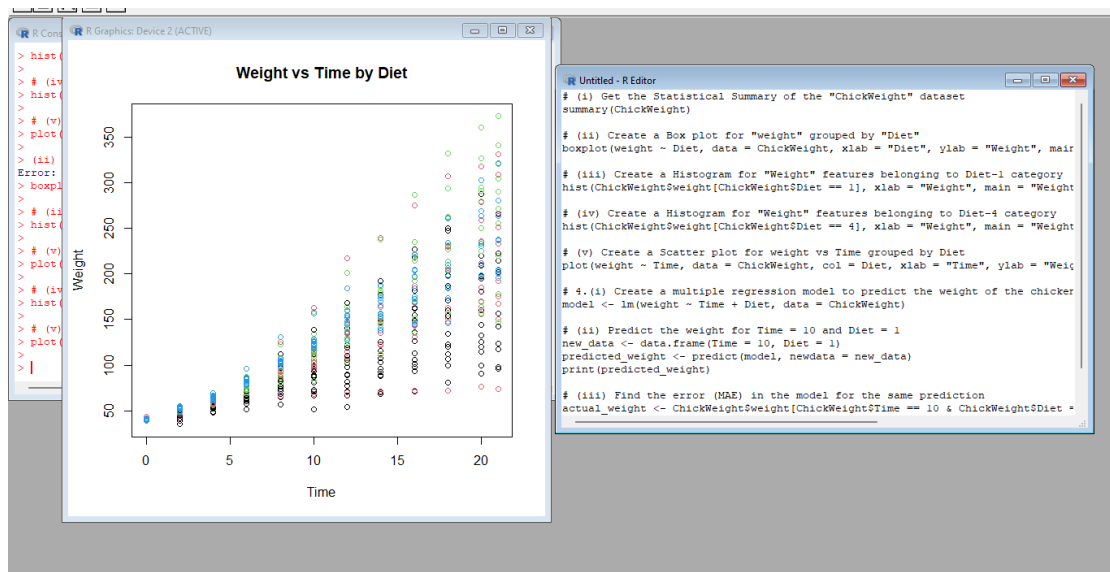 R Cons
> hist(
>
> # (iv
> hist(
>
> # (v)
> plot(
>
> (ii)
Error:
> boxpl
>
> # (ii
> hist(
>
> # (v)
> plot(
>
> # (iv
> hist(
>
> # (v)
> plot(
>
>
R Graphics: Device 2 (ACTIVE)
Weight vs Time by Diet
Weight
350
300
250
200
150
100
50
0 5 10 15 20
Time
Untitled - R Editor
# (i) Get the Statistical Summary of the "ChickWeight" dataset
summary(ChickWeight)
# (ii) Create a Box plot for "weight" grouped by "Diet"
boxplot(weight ~ Diet, data = ChickWeight, xlab = "Diet", ylab = "Weight", main
# (iii) Create a Histogram for "Weight" features belonging to Diet-1 category
hist(ChickWeight$weight[ChickWeight$Diet == 1], xlab = "Weight", main = "Weight
# (iv) Create a Histogram for "Weight" features belonging to Diet-4 category
hist(ChickWeight$weight[ChickWeight$Diet == 4], xlab = "Weight", main = "Weight
# (v) Create a Scatter plot for weight vs Time grouped by Diet
plot(weight ~ Time, data = ChickWeight, col = Diet, xlab = "Time", ylab = "Weig
# 4.(i) Create a multiple regression model to predict the weight of the chicken
model <- lm(weight ~ Time + Diet, data = ChickWeight)
# (ii) Predict the weight for Time = 10 and Diet = 1
new_data <- data.frame(Time = 10, Diet = 1)
predicted_weight <- predict(model, newdata = new_data)
print(predicted_weight)
# (iii) Find the error (MAE) in the model for the same prediction
actual_weight <- ChickWeight$weight[ChickWeight$Time == 10 & ChickWeight$Diet =